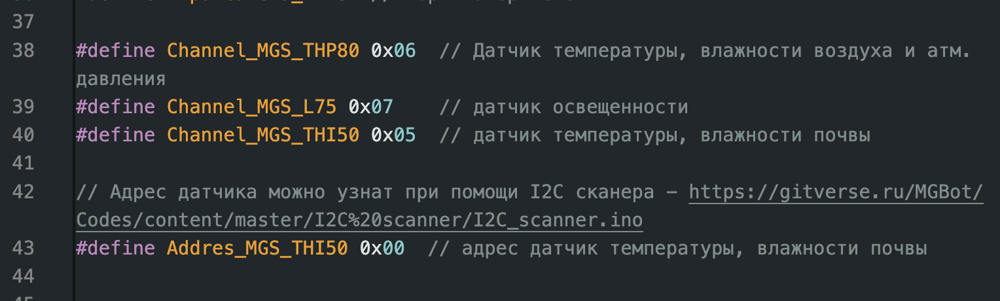 37
38 #define Channel_MGS_THP80 0x06 // Датчик температуры, влажности воздуха и атм.
давления
39 #define Channel_MGS_L75 0x07 // датчик освещенности
40 #define Channel_MGS_THI50 0x05 // датчик температуры, влажности почвы
41
42 // Адрес датчика можно узнат при помощи I2C сканера – https://gitverse.ru/MGBot/
Codes/content/master/I2C%20scanner/I2C_scanner.ino
43 #define Addres_MGS_THI50 0x00 // адрес датчик температуры, влажности почвы
44